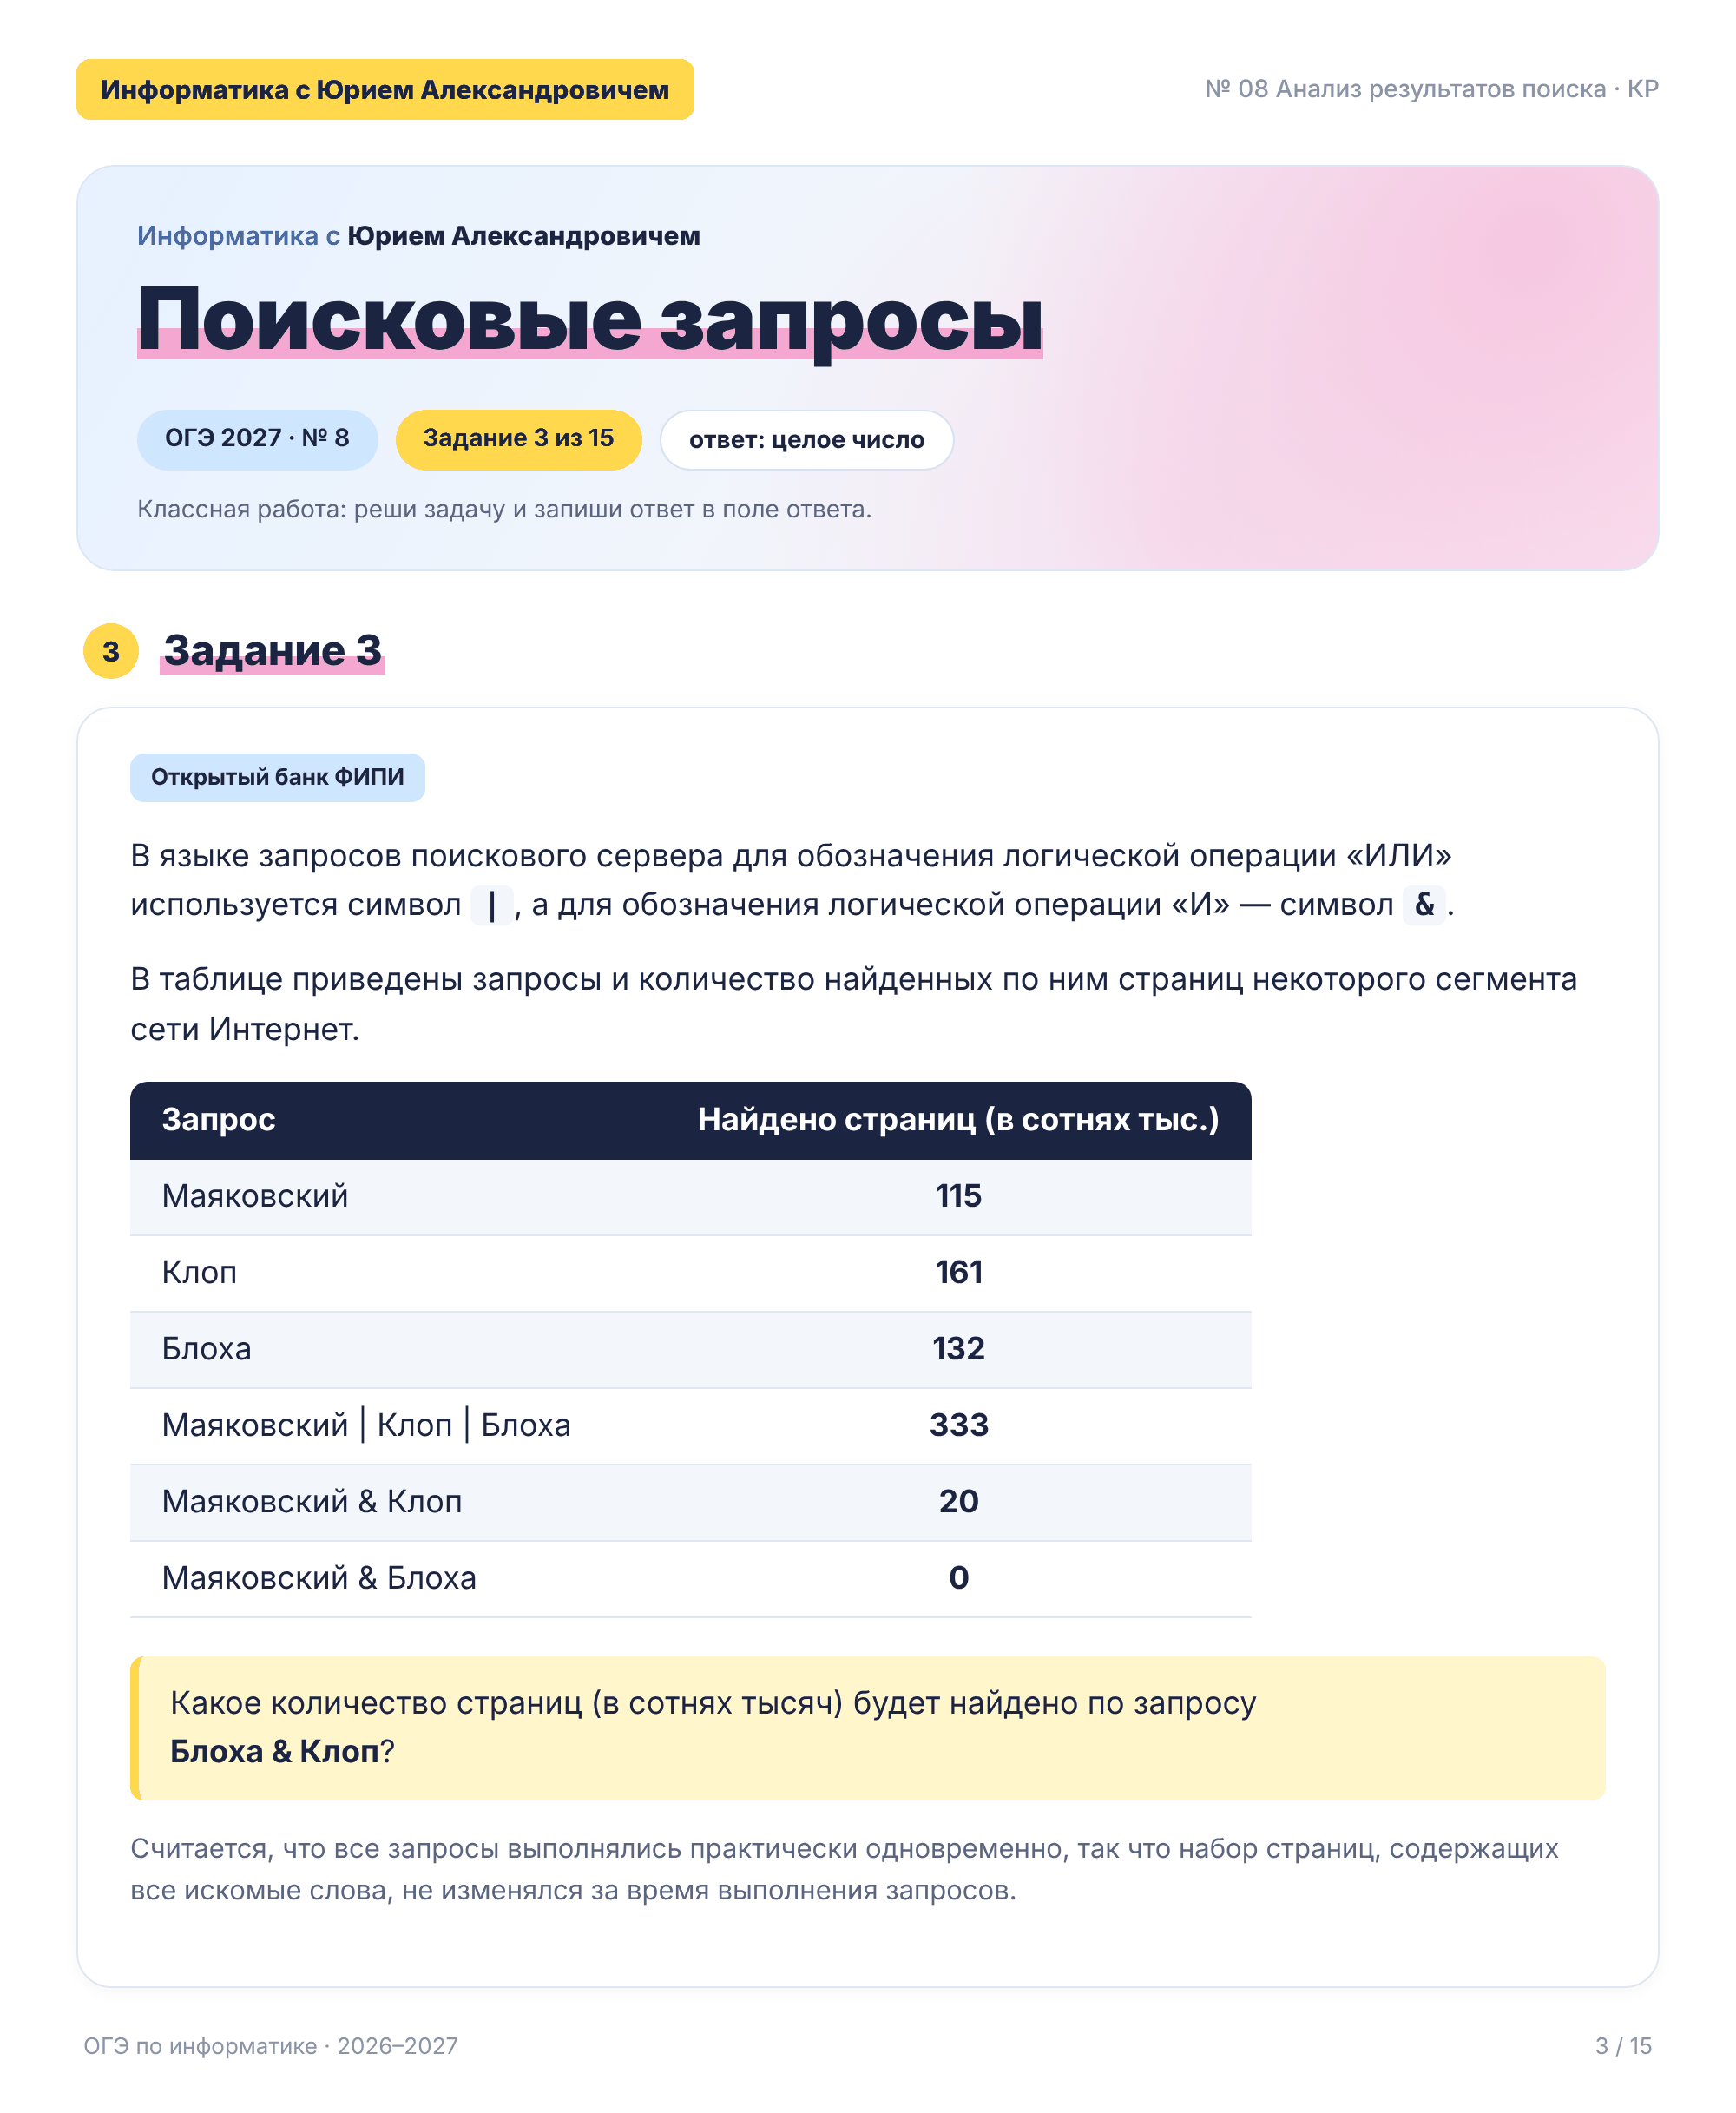 Информатика с Юрием Александровичем
№ 08 Анализ результатов поиска · КР
Информатика с Юрием Александровичем
Поисковые запросы
ОГЭ 2027 · № 8
Задание 3 из 15
ответ: целое число
Классная работа: реши задачу и запиши ответ в поле ответа.
3 Задание 3
Открытый банк ФИПИ
В языке запросов поискового сервера для обозначения логической операции «ИЛИ»
используется символ |, а для обозначения логической операции «И» — символ &.
В таблице приведены запросы и количество найденных по ним страниц некоторого сегмента
сети Интернет.
Запрос Найдено страниц (в сотнях тыс.)
Маяковский 115
Клоп 161
Блоха 132
Маяковский | Клоп | Блоха 333
Маяковский & Клоп 20
Маяковский & Блоха 0
Какое количество страниц (в сотнях тысяч) будет найдено по запросу
Блоха & Клоп?
Считается, что все запросы выполнялись практически одновременно, так что набор страниц, содержащих
все искомые слова, не изменялся за время выполнения запросов.
ОГЭ по информатике · 2026–2027
3 / 15